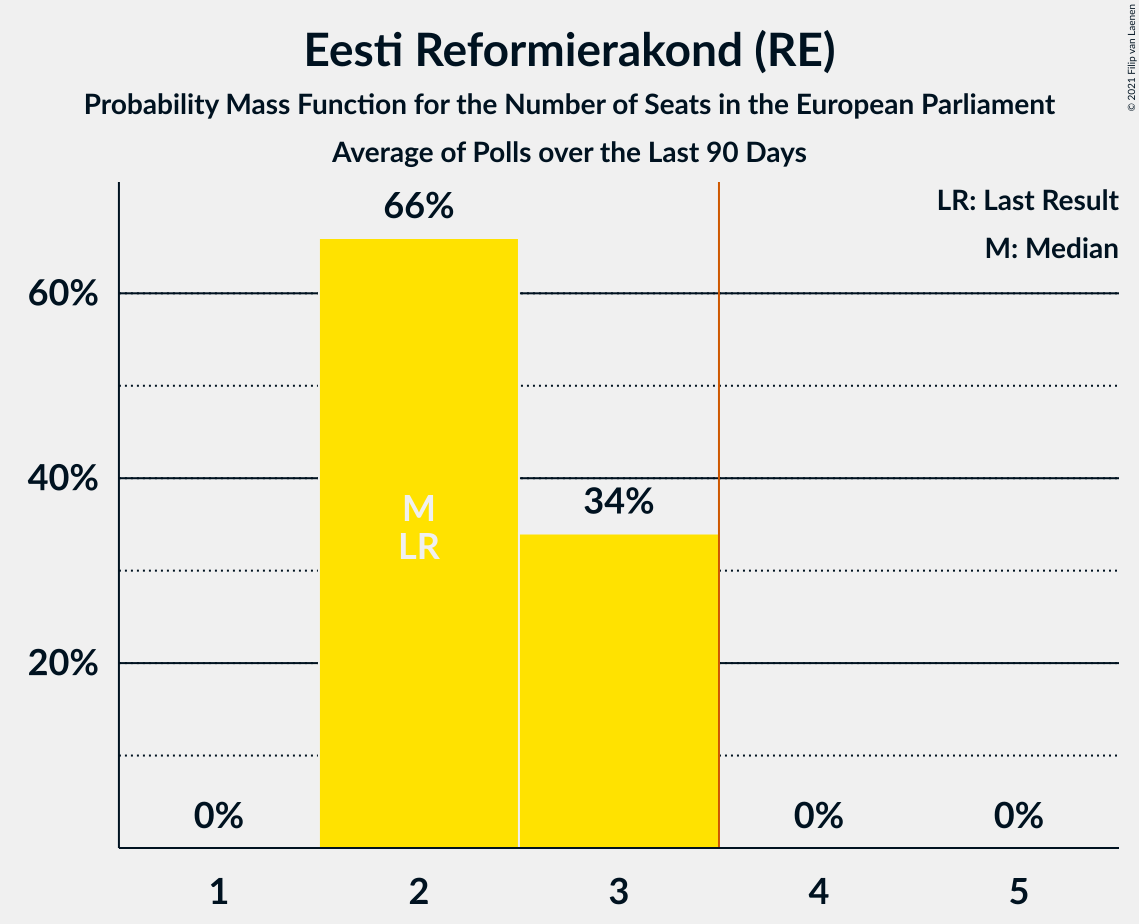 Eesti Reformierakond (RE)
Probability Mass Function for the Number of Seats in the European Parliament
Average of Polls over the Last 90 Days
© 2021 Filip van Laenen
LR: Last Result
M: Median
66%
60%
40%
34%
M
LR
20%
0%
0%
0%
1
2
3
4
5